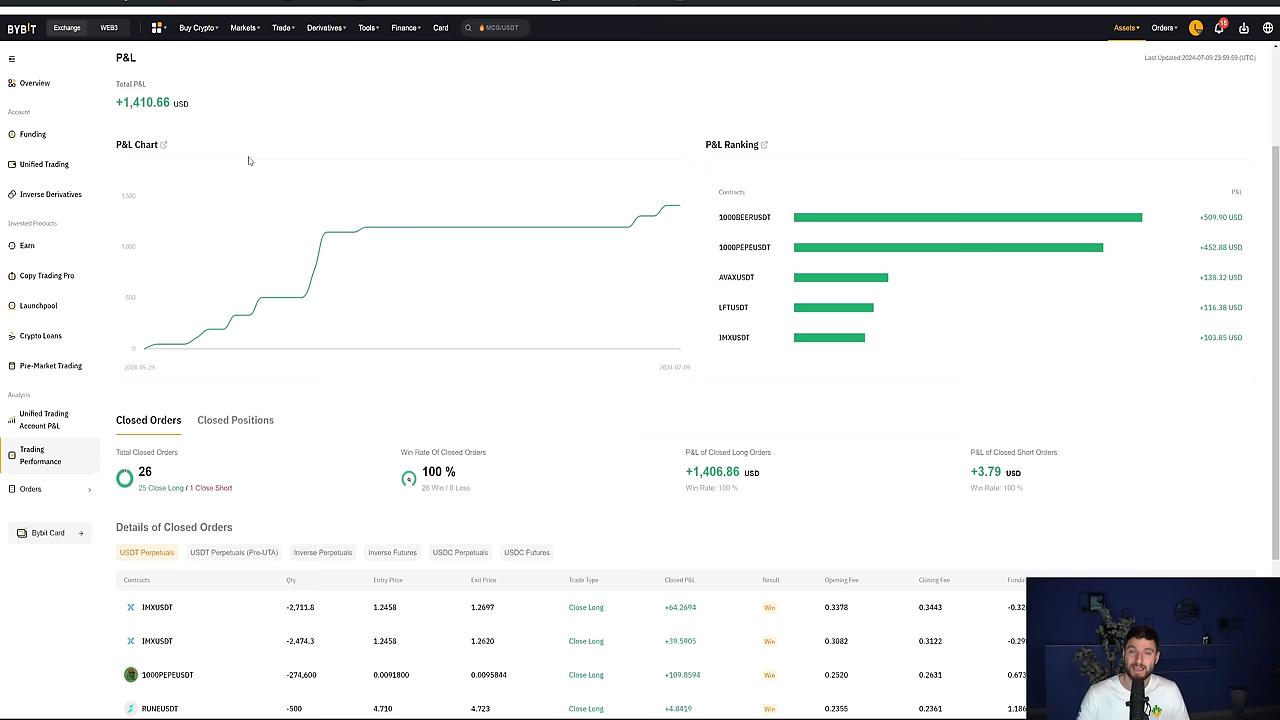 BYBIT Exchange WEB3 Buy Crypto Markets Trade Derivatives Tools Finance Card MCG/USDT Assets Orders 18
P&L
Last Updated:2024-07-09 23:59:59 (UTC)
Overview
Account
Funding
Unified Trading
Inverse Derivatives
Invested Products
Earn
Copy Trading Pro
Launchpool
Crypto Loans
Pre-Market Trading
Analysis
Unified Trading
Account P&L
Trading
Performance
Orders
Bybit Card
Total P&L
+1,410.66 USD
P&L Chart
1,500
1,000
500
0
2024-05-29 2024-07-09
P&L Ranking
Contracts P&L
1000BEERUSDT +509.90 USD
1000PEPEUSDT +452.88 USD
AVAXUSDT +138.32 USD
LFTUSDT +116.38 USD
IMXUSDT +103.85 USD
Closed Orders Closed Positions
Total Closed Orders
26
25 Close Long / 1 Close Short
Win Rate Of Closed Orders
100 %
26 Win / 0 Loss
P&L of Closed Long Orders
+1,406.86 USD
Win Rate: 100 %
P&L of Closed Short Orders
+3.79 USD
Win Rate: 100 %
Details of Closed Orders
USDT Perpetuals USDT Perpetuals (Pre-UTA) Inverse Perpetuals Inverse Futures USDC Perpetuals USDC Futures
Contracts Qty Entry Price Exit Price Trade Type Closed P&L Result Opening Fee Closing Fee
IMXUSDT -2,711.8 1.2458 1.2697 Close Long +64.2694 Win 0.3378 0.3443
IMXUSDT -2,474.3 1.2458 1.2620 Close Long +39.5905 Win 0.3082 0.3122
1000PEPEUSDT -274,600 0.0091800 0.0095844 Close Long +109.8594 Win 0.2520 0.2631
RUNEUSDT -500 4.710 4.723 Close Long +4.8419 Win 0.2355 0.2361